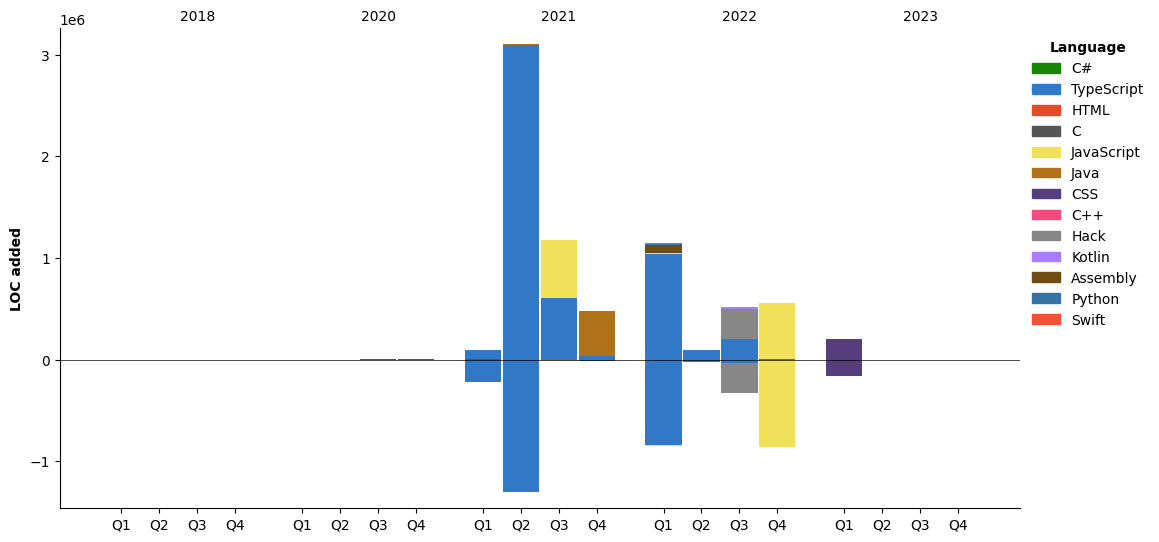 1e6
2018 2020 2021 2022 2023
3
2
1
0
−1
LOC added
Q1 Q2 Q3 Q4 Q1 Q2 Q3 Q4 Q1 Q2 Q3 Q4 Q1 Q2 Q3 Q4 Q1 Q2 Q3 Q4
Language
C#
TypeScript
HTML
C
JavaScript
Java
CSS
C++
Hack
Kotlin
Assembly
Python
Swift